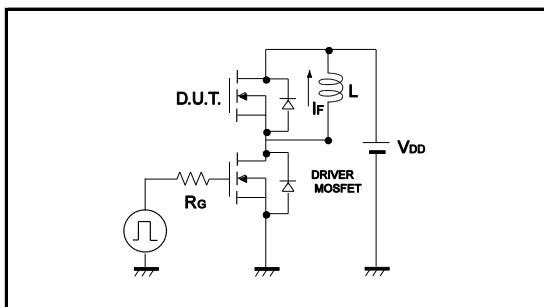 D.U.T.
IF
L
VDD
DRIVER
MOSFET
RG